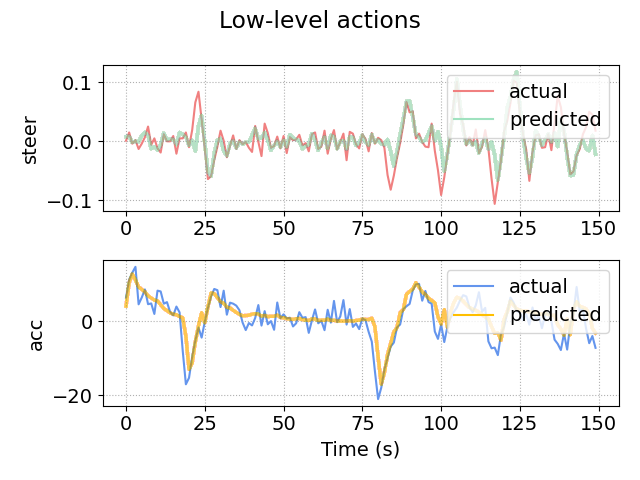 Low-level actions
0.1
0.0
−0.1
steer
actual
predicted
0 25 50 75 100 125 150
0
−20
acc
actual
predicted
0 25 50 75 100 125 150
Time (s)